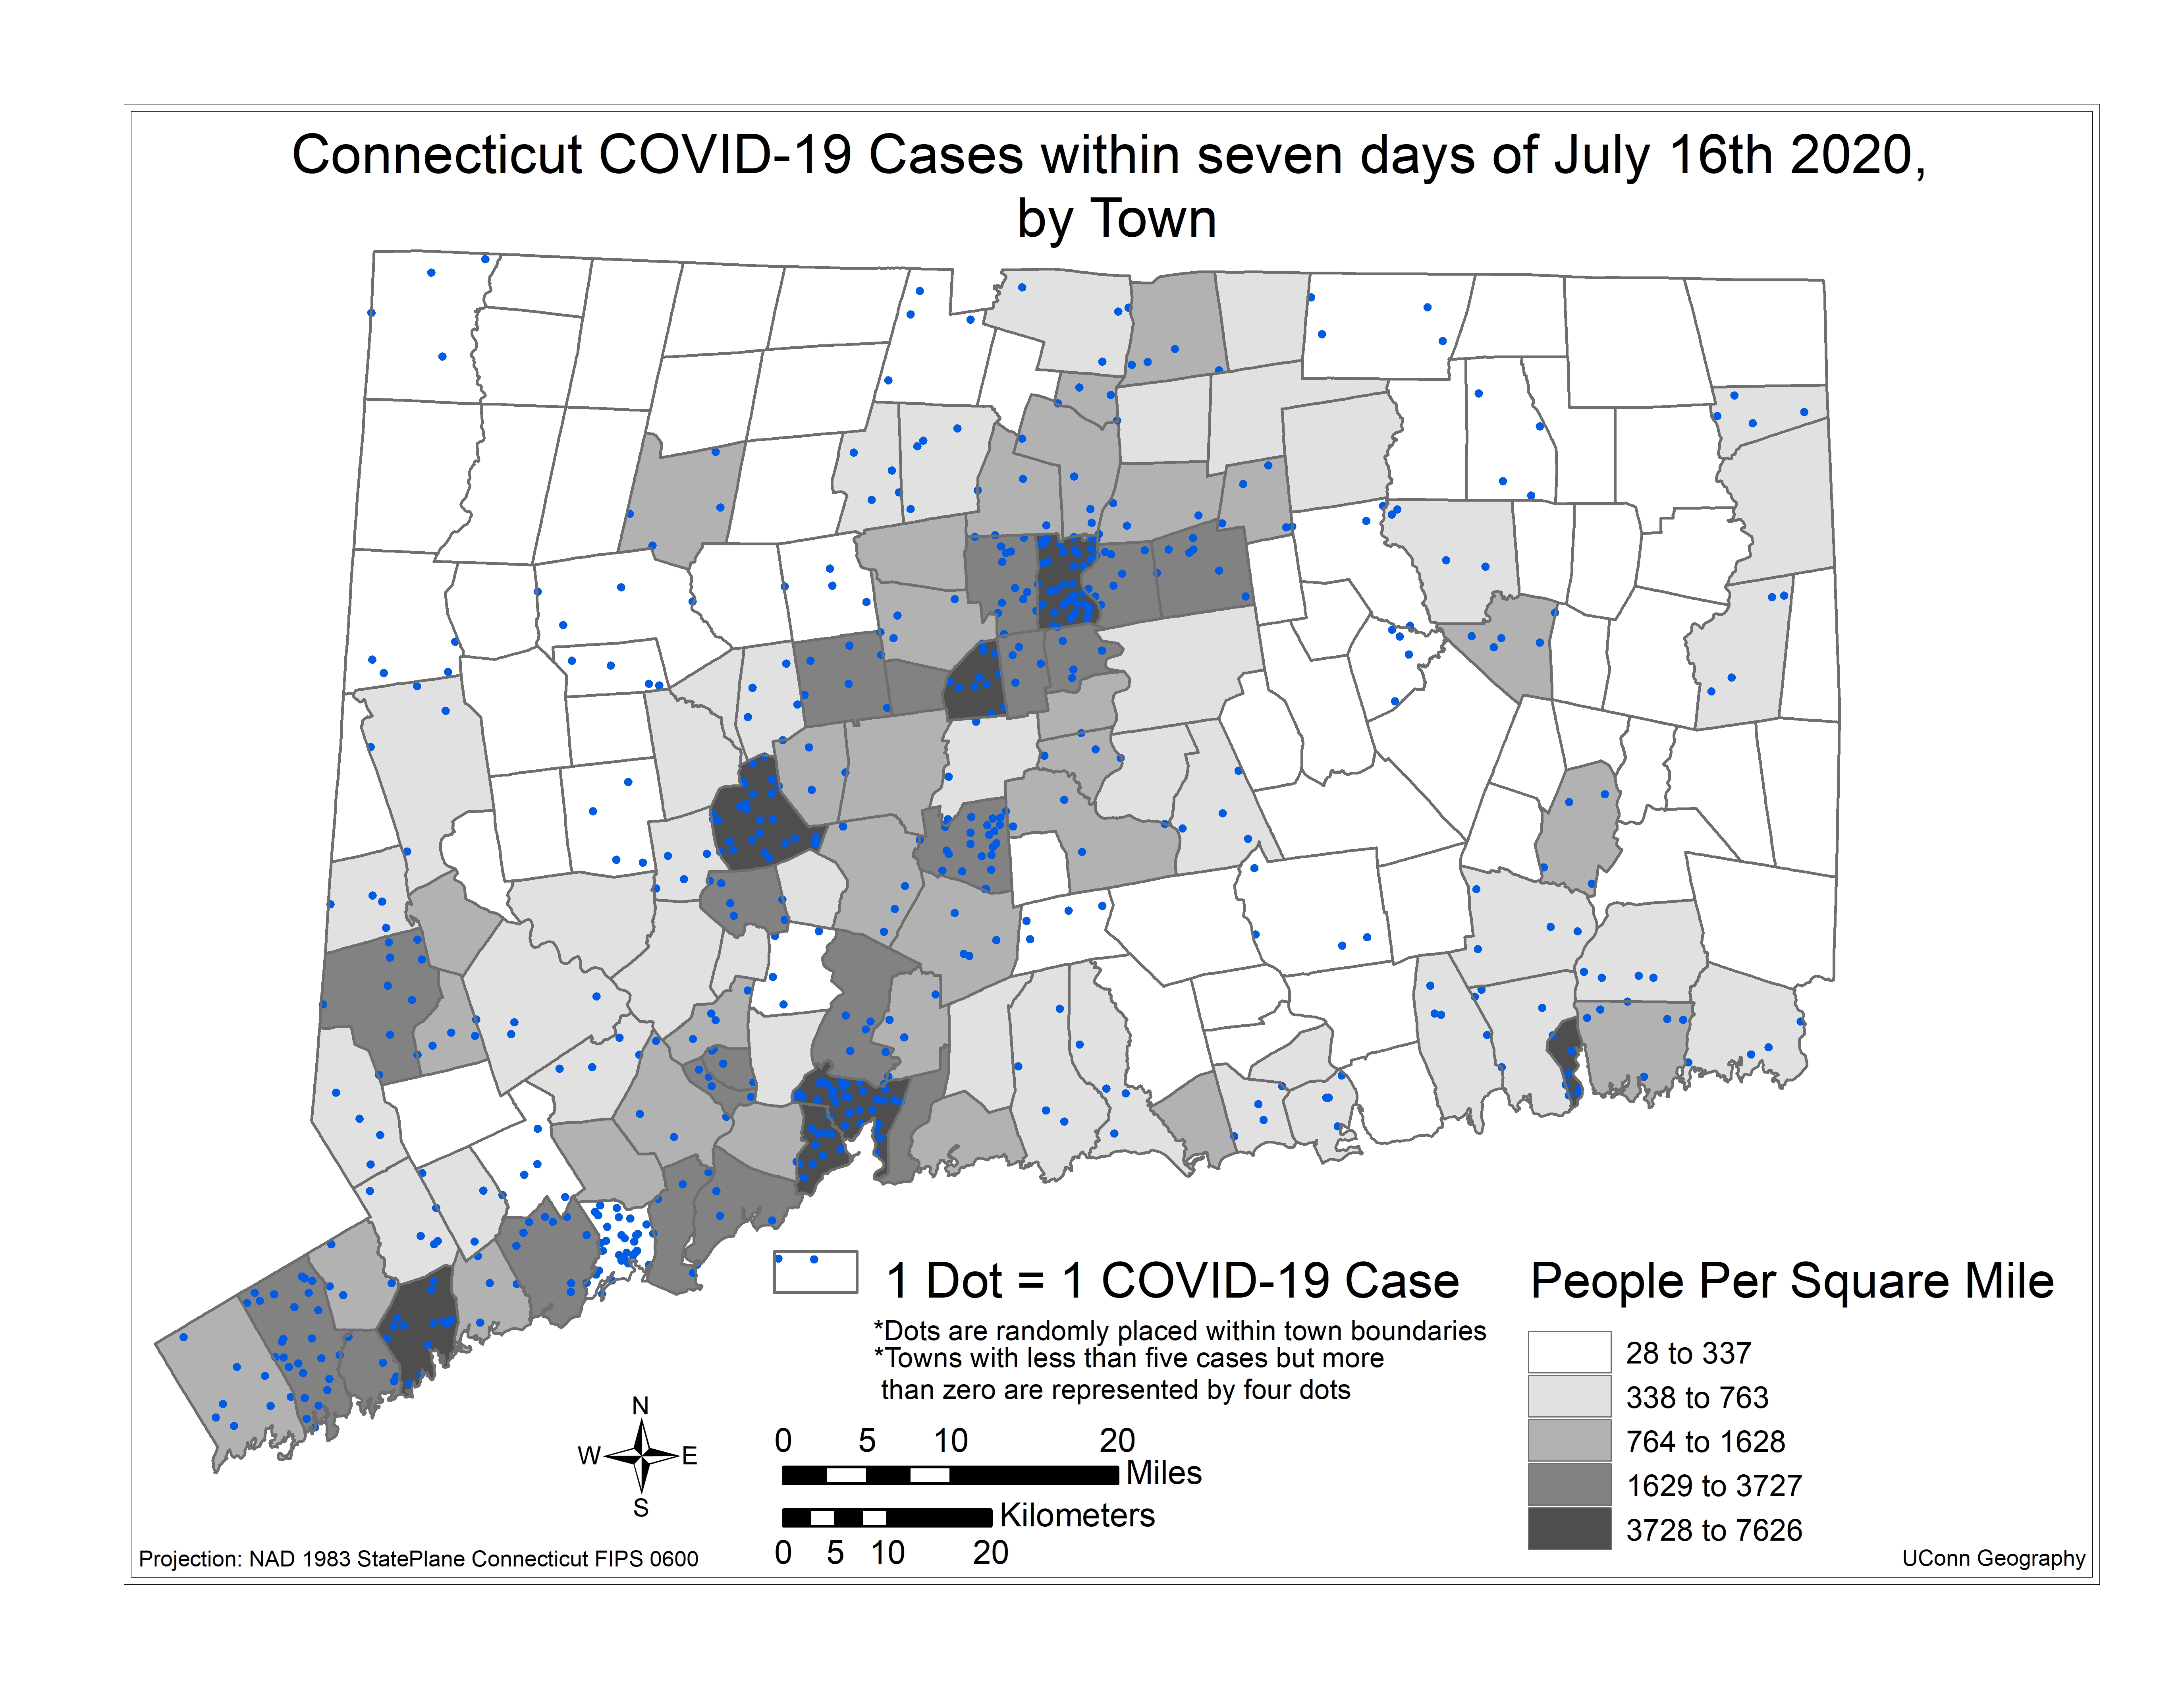 Connecticut COVID-19 Cases within seven days of July 16th 2020,
by Town
1 Dot = 1 COVID-19 Case
*Dots are randomly placed within town boundaries
*Towns with less than five cases but more
than zero are represented by four dots
People Per Square Mile
28 to 337
338 to 763
764 to 1628
1629 to 3727
3728 to 7626
N
W E
S
0 5 10 20
Miles
Kilometers
0 5 10 20
Projection: NAD 1983 StatePlane Connecticut FIPS 0600
UConn Geography